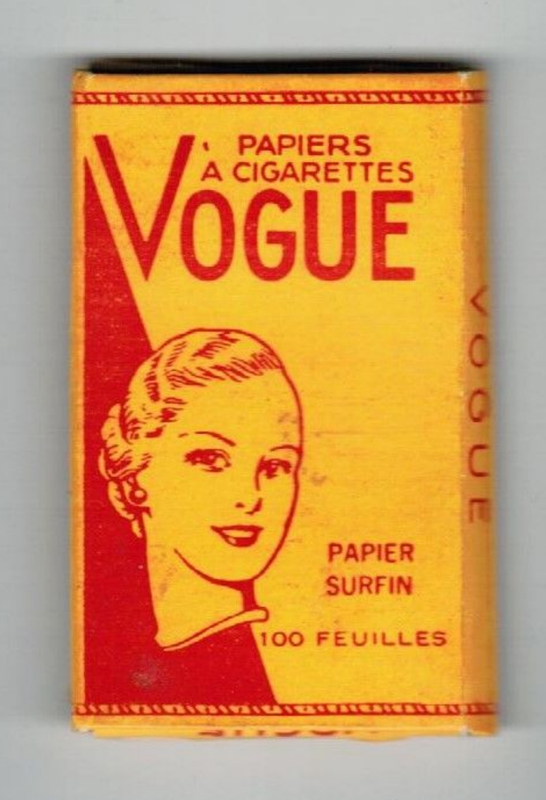 PAPIERS
À CIGARETTES
VOGUE
PAPIER
SURFIN
100 FEUILLES
VOGUE